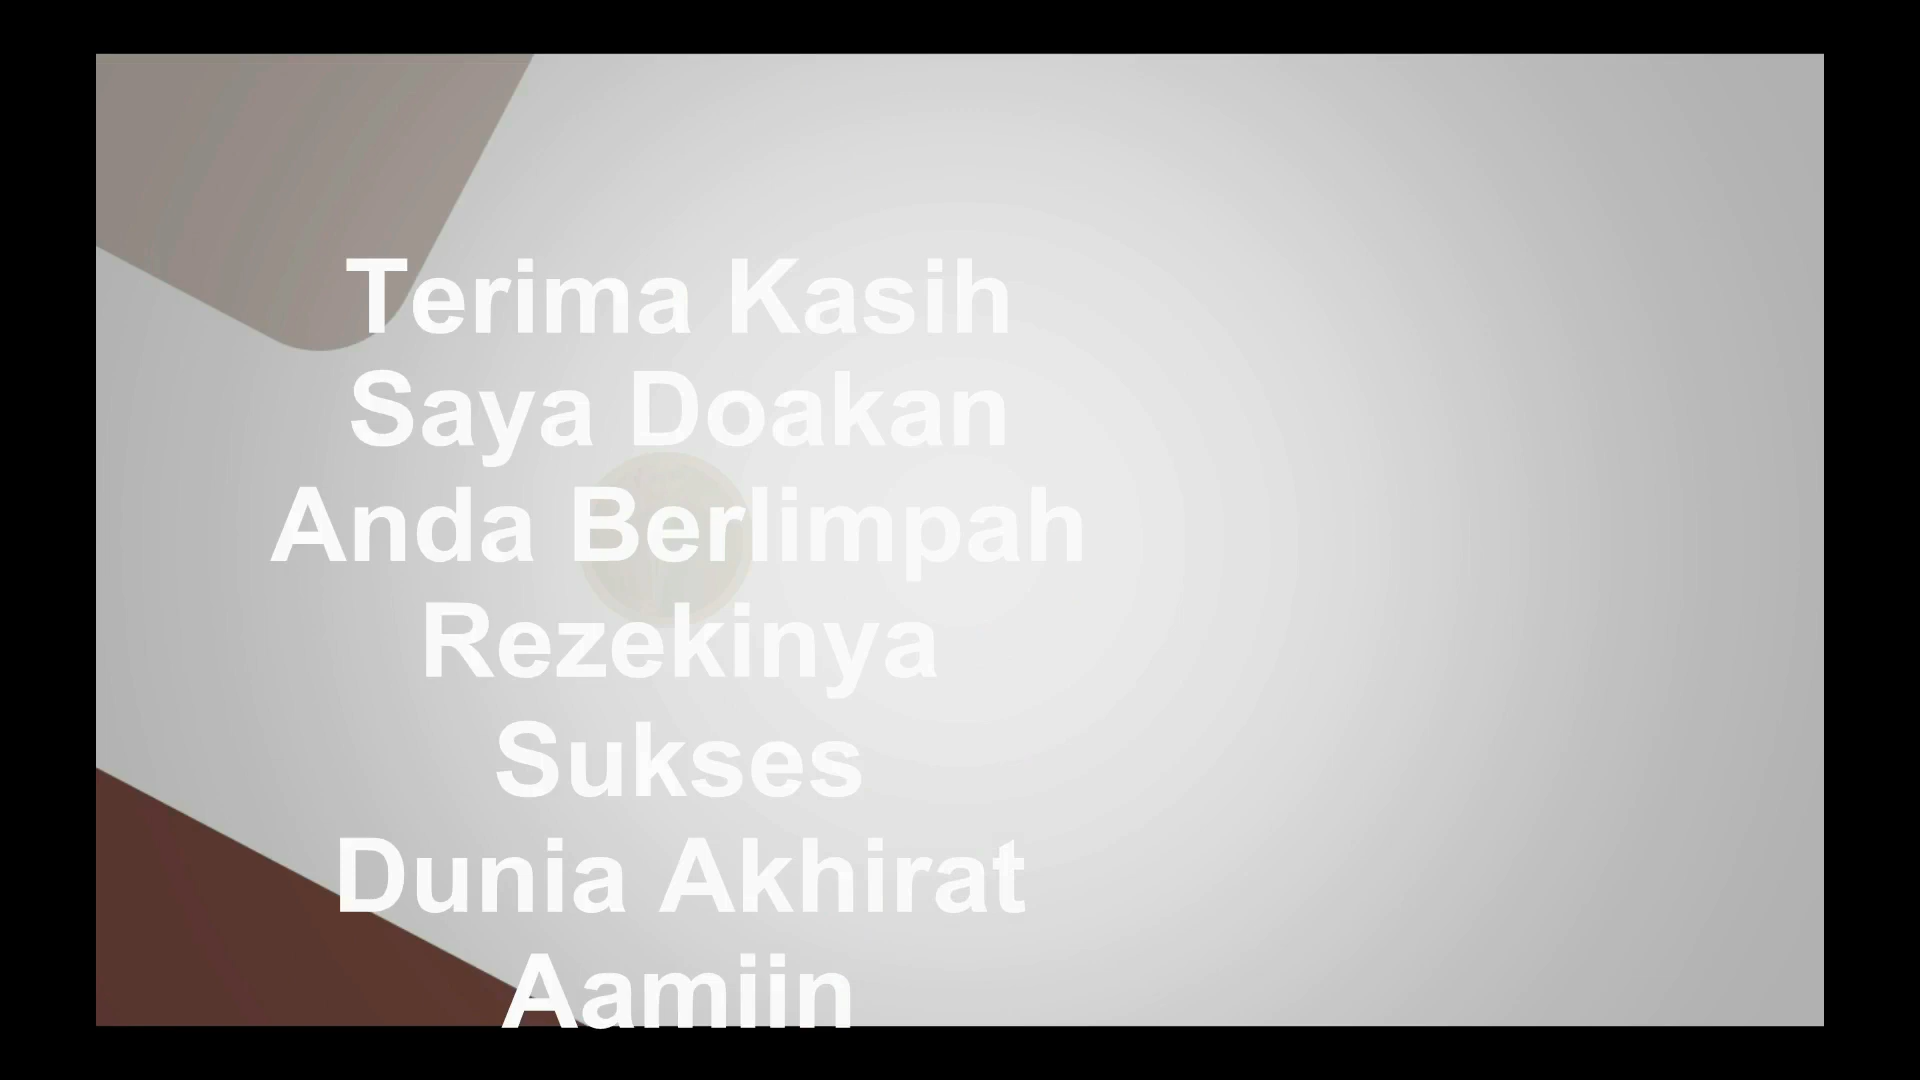 Terima Kasih
Saya Doakan
Anda Berlimpah
Rezekinya
Sukses
Dunia Akhirat
Aamiin